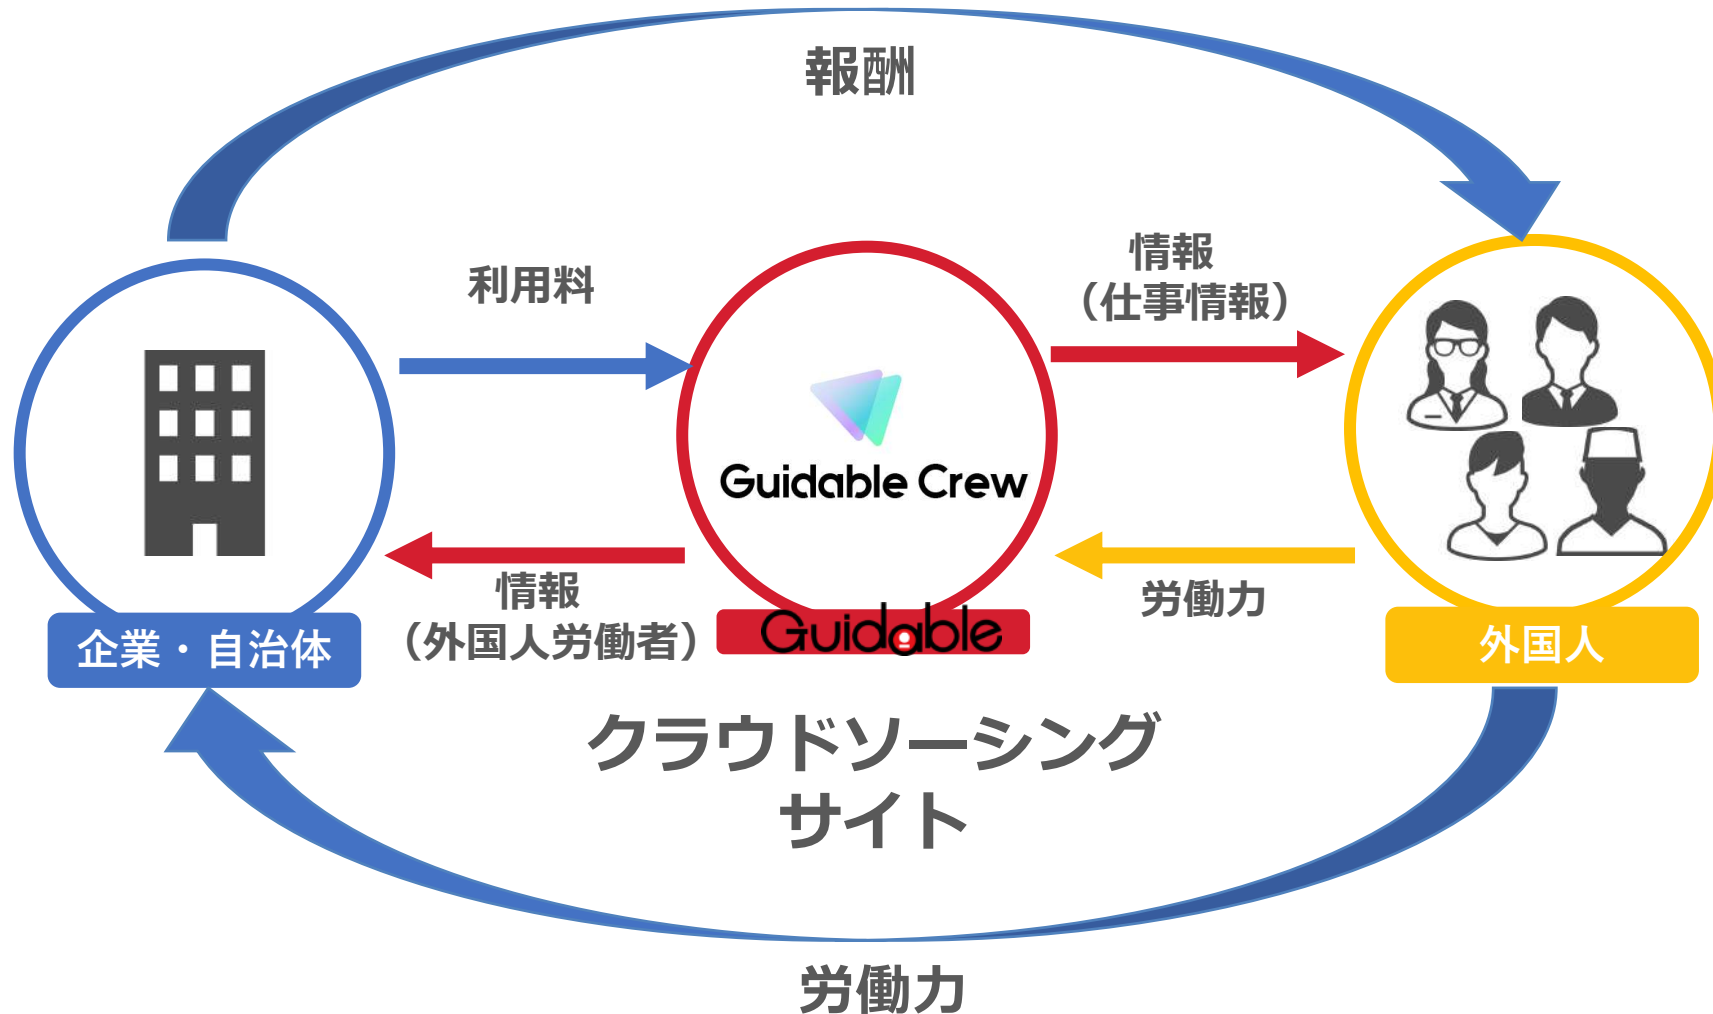 報酬
利用料
情報
（仕事情報）
Guidable Crew
情報
（外国人労働者）
労働力
企業・自治体
Guidable
外国人
クラウドソーシング
サイト
労働力